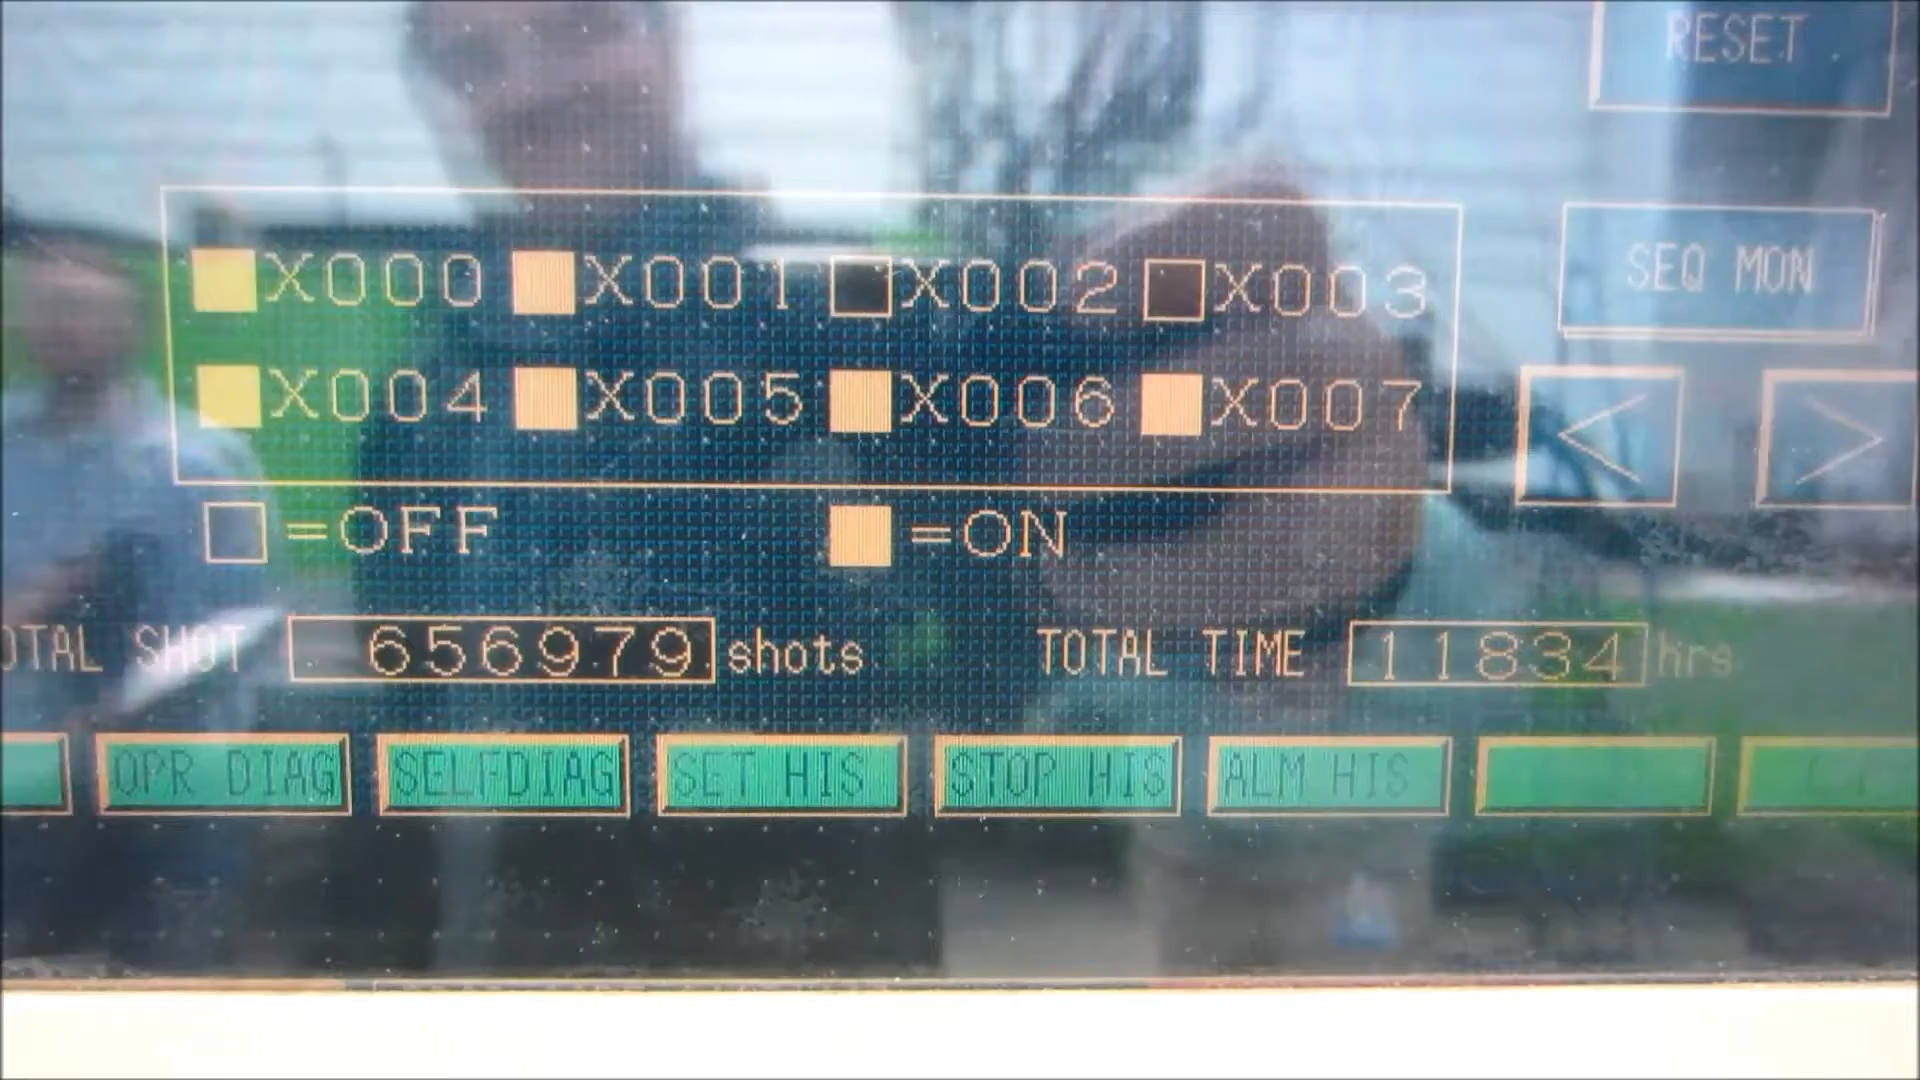 RESET
X000 X001 X002 X003
SEQ MON
X004 X005 X006 X007
< >
=OFF =ON
OTAL SHOT 656979 shots TOTAL TIME 11834 hrs
OPR DIAG SELFDIAG SET HIS STOP HIS ALM HIS